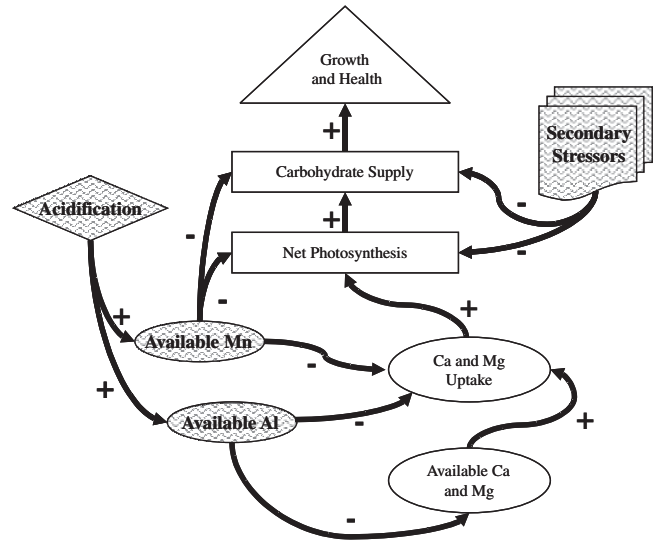 Growth
and Health
+
Secondary
Stressors
Carbohydrate Supply
-
Acidification
+
-
Net Photosynthesis
-
-
+
+
Available Mn
-
Ca and Mg
Uptake
+
Available Al
-
+
Available Ca
and Mg
-